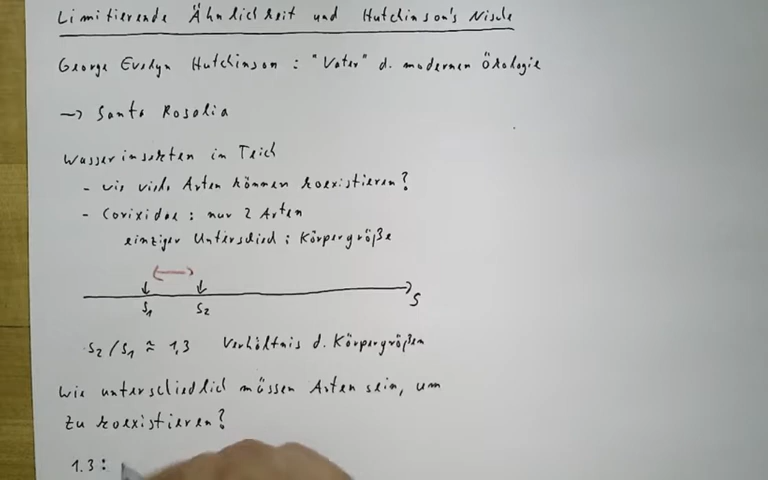 Limitierende Ähnlichkeit und Hutchinson's Nische
George Evelyn Hutchinson : "Vater" d. modernen Ökologie
→ Santa Rosalia
Wasserinsekten in Teich
- wie viele Arten können koexistieren?
- Corixidae : nur 2 Arten
einziger Unterschied : Körpergröße
S1 S2 S
S2/S1 ≈ 1,3 Verhältnis d. Körpergrößen
Wie unterschiedlich müssen Arten sein, um
zu koexistieren?
1.3: